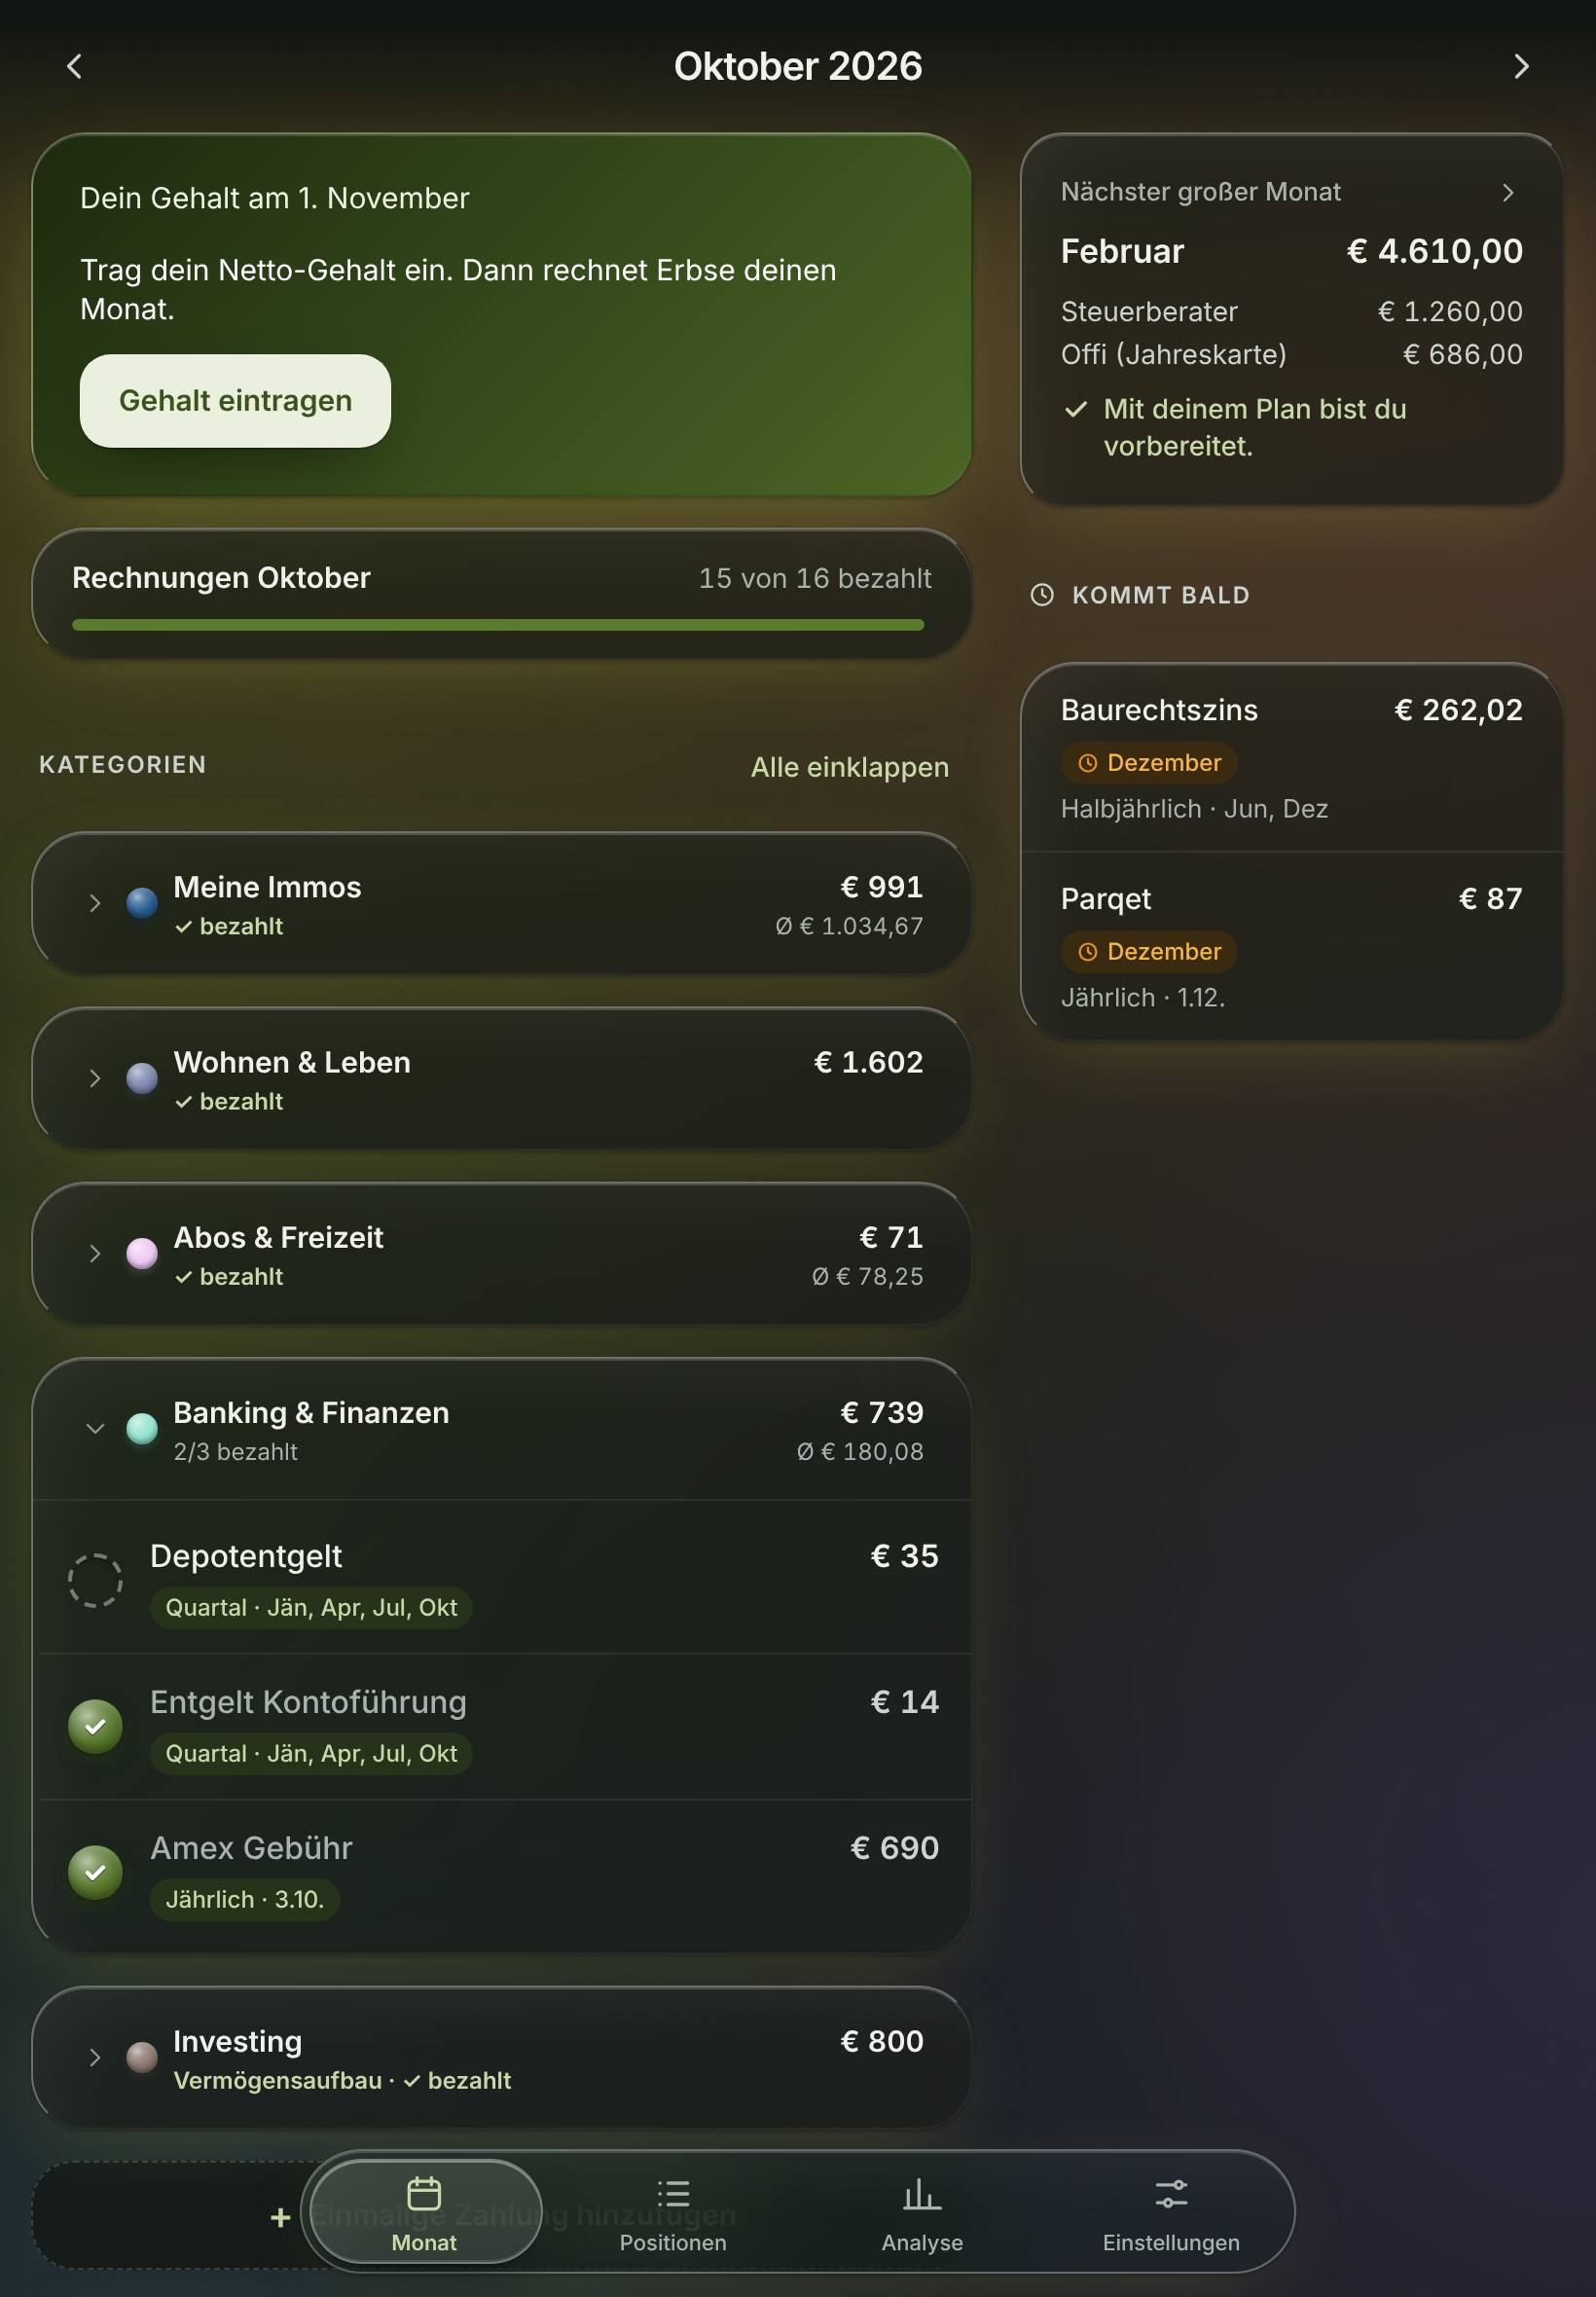 Oktober 2026
Dein Gehalt am 1. November
Trag dein Netto-Gehalt ein. Dann rechnet Erbse deinen
Monat.
Gehalt eintragen
Rechnungen Oktober
15 von 16 bezahlt
KATEGORIEN
Alle einklappen
Meine Immos
€ 991
✓ bezahlt
Ø € 1.034,67
Wohnen & Leben
€ 1.602
✓ bezahlt
Abos & Freizeit
€ 71
✓ bezahlt
Ø € 78,25
Banking & Finanzen
€ 739
2/3 bezahlt
Ø € 180,08
Depotentgelt
€ 35
Quartal · Jän, Apr, Jul, Okt
Entgelt Kontoführung
€ 14
Quartal · Jän, Apr, Jul, Okt
Amex Gebühr
€ 690
Jährlich · 3.10.
Investing
€ 800
Vermögensaufbau · ✓ bezahlt
+ Einmalige Zahlung hinzufügen
Nächster großer Monat
Februar
€ 4.610,00
Steuerberater
€ 1.260,00
Offi (Jahreskarte)
€ 686,00
Mit deinem Plan bist du
vorbereitet.
KOMMT BALD
Baurechtszins
€ 262,02
Dezember
Halbjährlich · Jun, Dez
Parqet
€ 87
Dezember
Jährlich · 1.12.
Monat
Positionen
Analyse
Einstellungen